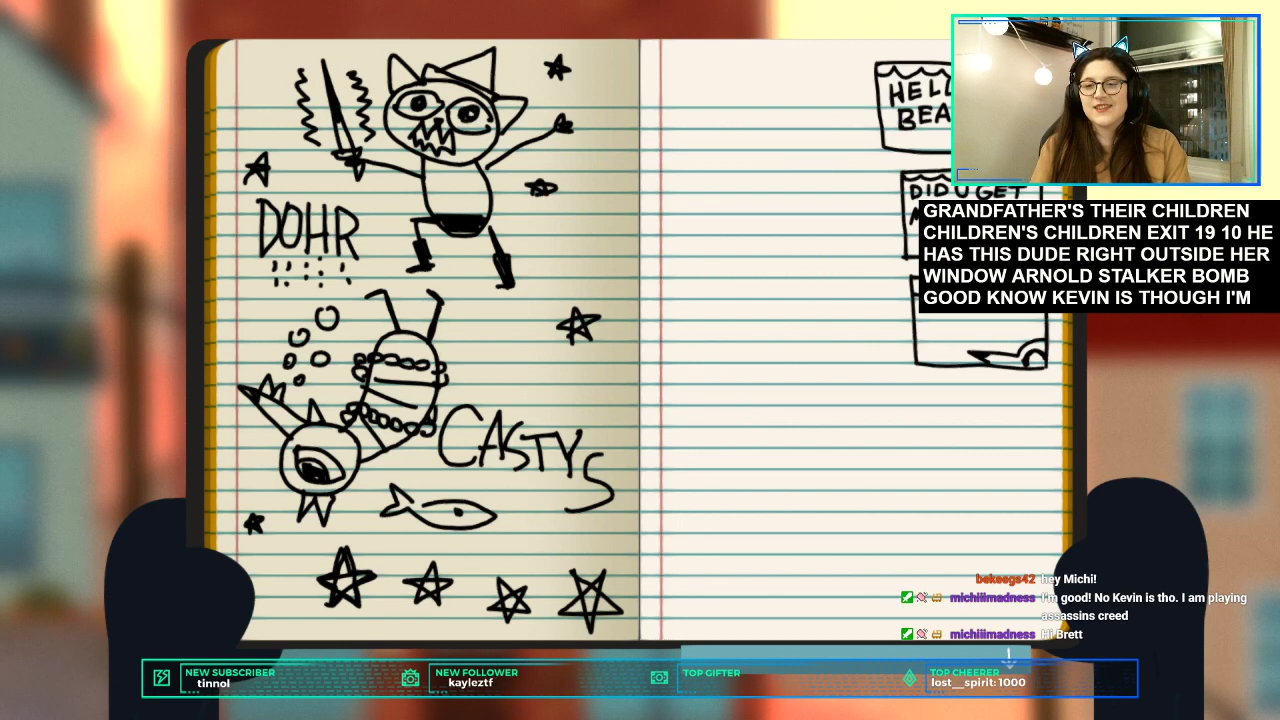 DOHR
CASTYS
HELL
BEA
DID U GET
GRANDFATHER'S THEIR CHILDREN
CHILDREN'S CHILDREN EXIT 19 10 HE
HAS THIS DUDE RIGHT OUTSIDE HER
WINDOW ARNOLD STALKER BOMB
GOOD KNOW KEVIN IS THOUGH I'M
bekeegs42 hey Michi!
michiiimadness I'm good! No Kevin is tho. I am playing
assassins creed
michiiimadness Hi Brett
NEW SUBSCRIBER
tinnol
NEW FOLLOWER
kayleztf
TOP GIFTER
TOP CHEERER
lost__spirit: 1000